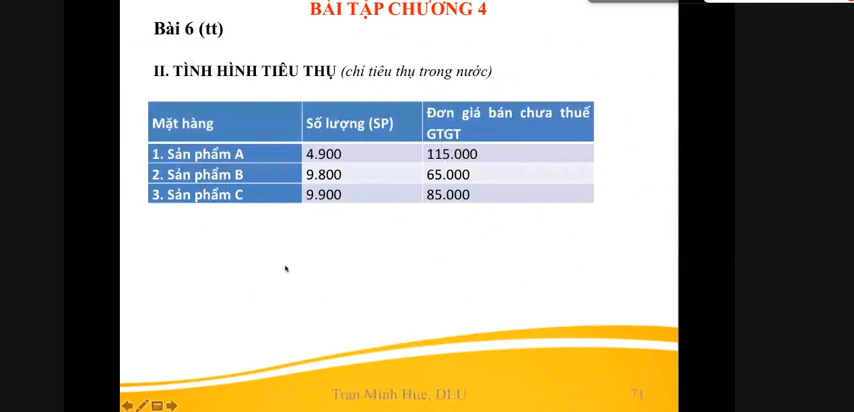 BÀI TẬP CHƯƠNG 4
Bài 6 (tt)
II. TÌNH HÌNH TIÊU THỤ (chỉ tiêu thụ trong nước)
Mặt hàng
Số lượng (SP)
Đơn giá bán chưa thuế
GTGT
1. Sản phẩm A 4.900 115.000
2. Sản phẩm B 9.800 65.000
3. Sản phẩm C 9.900 85.000
Tran Minh Hue, DLU 71